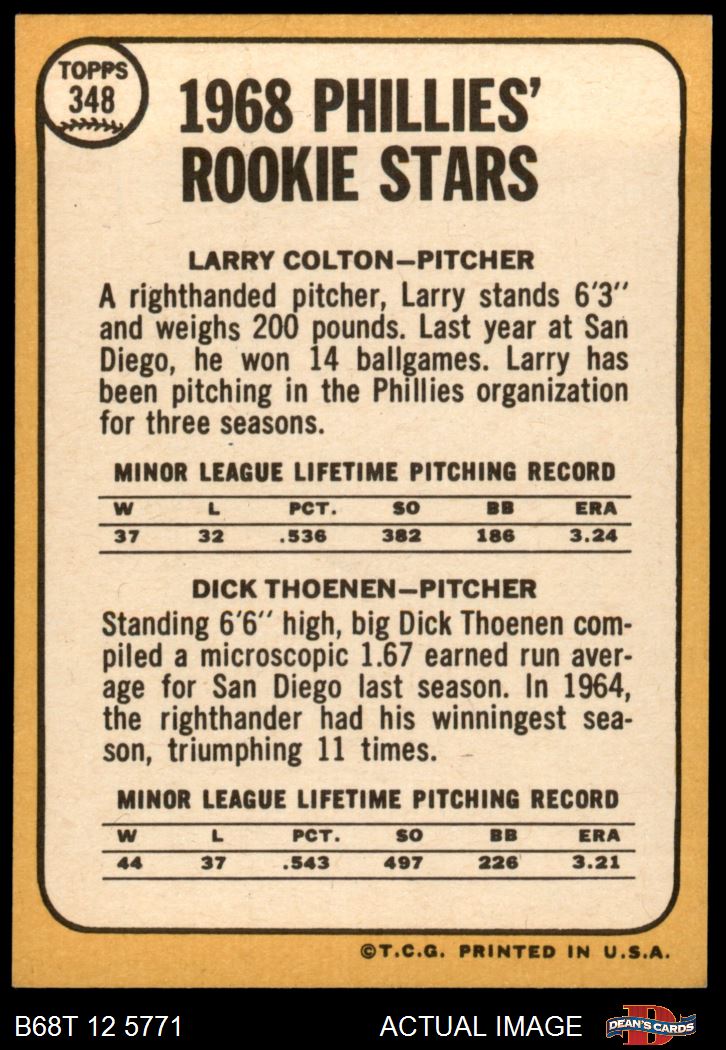 TOPPS
348
1968 PHILLIES'
ROOKIE STARS
LARRY COLTON—PITCHER
A righthanded pitcher, Larry stands 6'3''
and weighs 200 pounds. Last year at San
Diego, he won 14 ballgames. Larry has
been pitching in the Phillies organization
for three seasons.
MINOR LEAGUE LIFETIME PITCHING RECORD
W L PCT. SO BB ERA
37 32 .536 382 186 3.24
DICK THOENEN—PITCHER
Standing 6'6'' high, big Dick Thoenen com-
piled a microscopic 1.67 earned run aver-
age for San Diego last season. In 1964,
the righthander had his winningest sea-
son, triumphing 11 times.
MINOR LEAGUE LIFETIME PITCHING RECORD
W L PCT. SO BB ERA
44 37 .543 497 226 3.21
©T.C.G. PRINTED IN U.S.A.
B68T 12 5771 ACTUAL IMAGE D DEAN'S CARDS